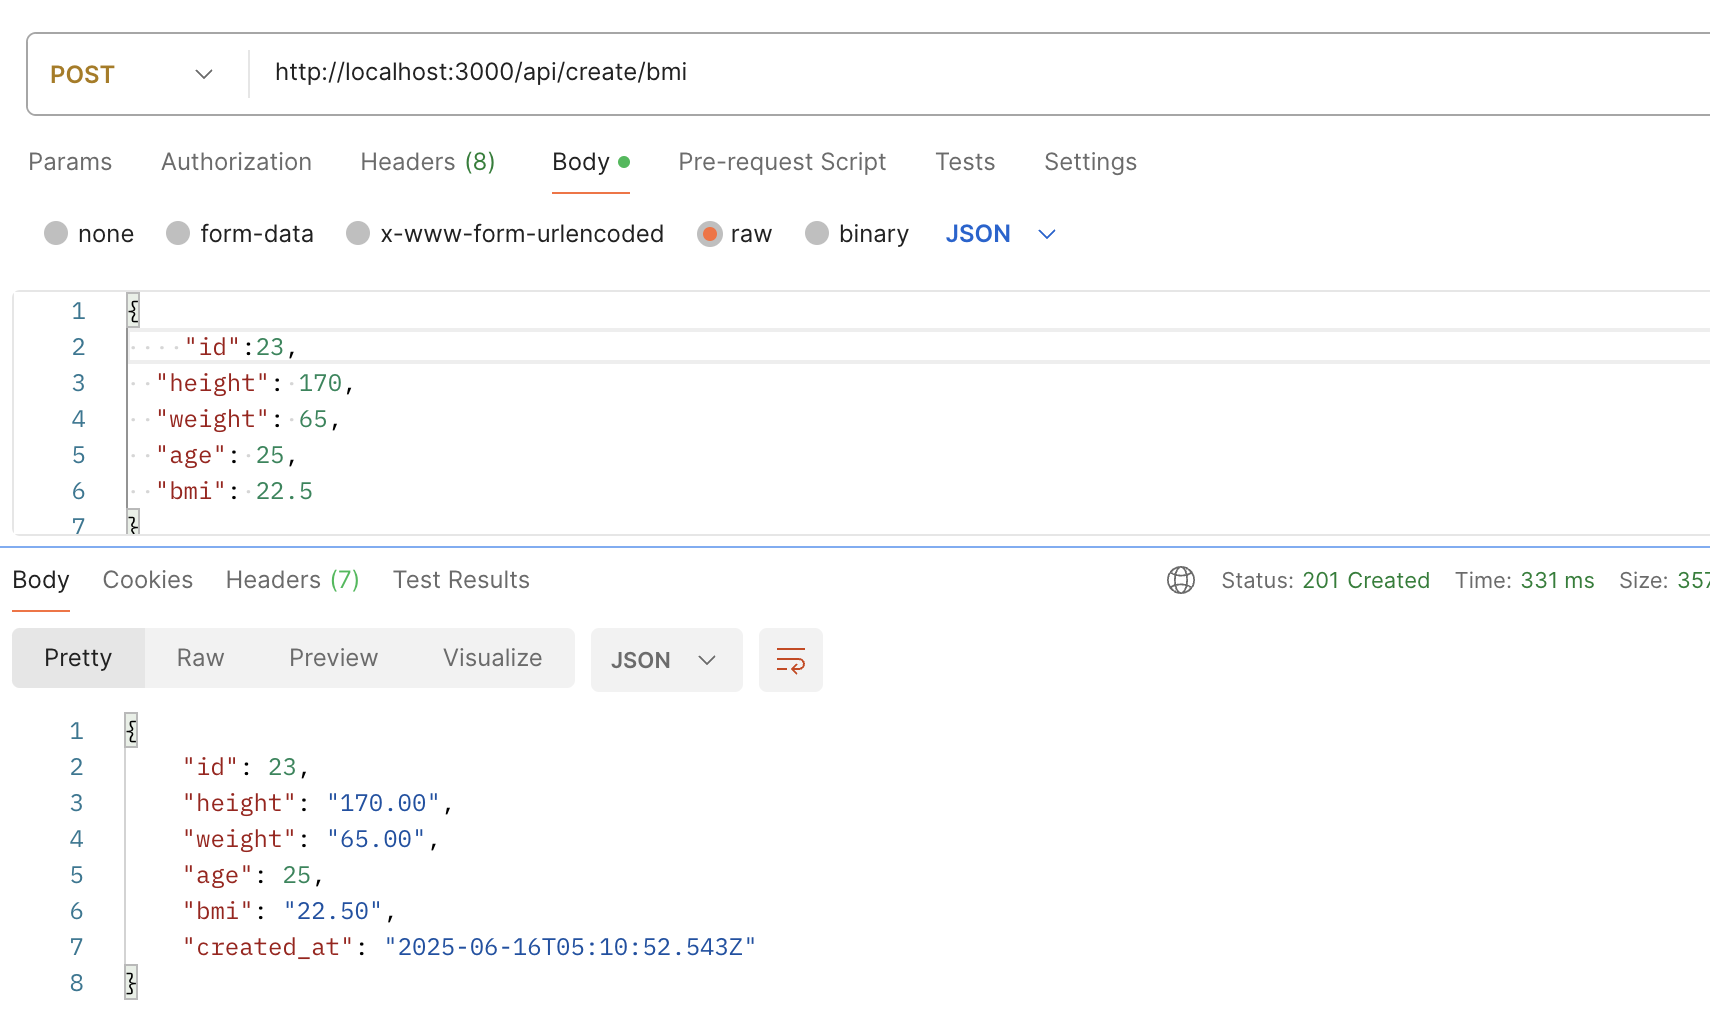 POST http://localhost:3000/api/create/bmi
Params Authorization Headers (8) Body Pre-request Script Tests Settings
none form-data x-www-form-urlencoded raw binary JSON
1 {
2 "id":23,
3 "height": 170,
4 "weight": 65,
5 "age": 25,
6 "bmi": 22.5
7 }
Body Cookies Headers (7) Test Results Status: 201 Created Time: 331 ms Size: 357
Pretty Raw Preview Visualize JSON
1 {
2 "id": 23,
3 "height": "170.00",
4 "weight": "65.00",
5 "age": 25,
6 "bmi": "22.50",
7 "created_at": "2025-06-16T05:10:52.543Z"
8 }